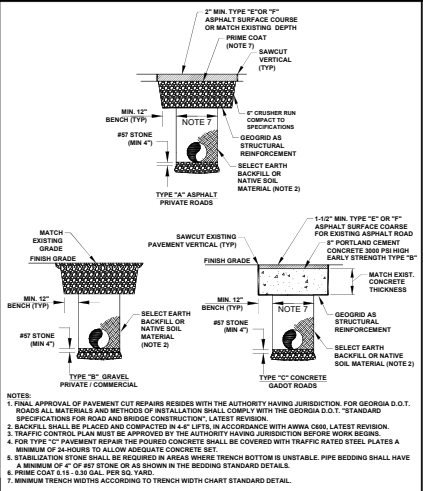 2" MIN. TYPE "E"OR "F"
ASPHALT SURFACE COURSE
OR MATCH EXISTING DEPTH
PRIME COAT
(NOTE 7)
SAWCUT
VERTICAL
(TYP)
MIN. 12"
BENCH (TYP)
NOTE 7
6" CRUSHER RUN
COMPACT TO
SPECIFICATIONS
#57 STONE
(MIN 4")
GEOGRID AS
STRUCTURAL
REINFORCEMENT
SELECT EARTH
BACKFILL OR
NATIVE SOIL
MATERIAL (NOTE 2)
TYPE "A" ASPHALT
PRIVATE ROADS
MATCH
EXISTING
GRADE
FINISH GRADE
MIN. 12"
BENCH (TYP)
#57 STONE
(MIN 4")
SELECT EARTH
BACKFILL OR
NATIVE SOIL
MATERIAL
(NOTE 2)
TYPE "B" GRAVEL
PRIVATE / COMMERCIAL
1-1/2" MIN. TYPE "E" OR "F"
ASPHALT SURFACE COARSE
FOR EXISTING ASPHALT ROAD
SAWCUT EXISTING
PAVEMENT VERTICAL (TYP)
8" PORTLAND CEMENT
CONCRETE 3000 PSI HIGH
EARLY STRENGTH TYPE "B"
FINISH GRADE
MATCH EXIST.
CONCRETE
THICKNESS
MIN. 12"
BENCH (TYP)
NOTE 7
#57 STONE
(MIN 4")
GEOGRID AS
STRUCTURAL
REINFORCEMENT
SELECT EARTH
BACKFILL OR NATIVE
SOIL MATERIAL
(NOTE 2)
TYPE "C" CONCRETE
GADOT ROADS
NOTES:
1. FINAL APPROVAL OF PAVEMENT CUT REPAIRS RESIDES WITH THE AUTHORITY HAVING JURISDICTION. FOR GEORGIA D.O.T.
ROADS ALL MATERIALS AND METHODS OF INSTALLATION SHALL COMPLY WITH THE GEORGIA D.O.T. "STANDARD
SPECIFICATIONS FOR ROAD AND BRIDGE CONSTRUCTION", LATEST REVISION.
2. BACKFILL SHALL BE PLACED AND COMPACTED IN 4-6" LIFTS, IN ACCORDANCE WITH AWWA C600, LATEST REVISION.
3. TRAFFIC CONTROL PLAN MUST BE APPROVED BY THE AUTHORITY HAVING JURISDICTION BEFORE WORK BEGINS.
4. FOR TYPE "C" PAVEMENT REPAIR THE POURED CONCRETE SHALL BE COVERED WITH TRAFFIC RATED STEEL PLATES A
MINIMUM OF 24-HOURS TO ALLOW ADEQUATE CONCRETE SET.
5. STABILIZATION STONE SHALL BE REQUIRED IN AREAS WHERE TRENCH BOTTOM IS UNSTABLE. PIPE BEDDING SHALL HAVE
A MINIMUM OF 4" OF #57 STONE OR AS SHOWN IN THE BEDDING STANDARD DETAILS.
6. PRIME COAT 0.15 - 0.30 GAL. PER SQ. YARD.
7. MINIMUM TRENCH WIDTHS ACCORDING TO TRENCH WIDTH CHART STANDARD DETAIL.